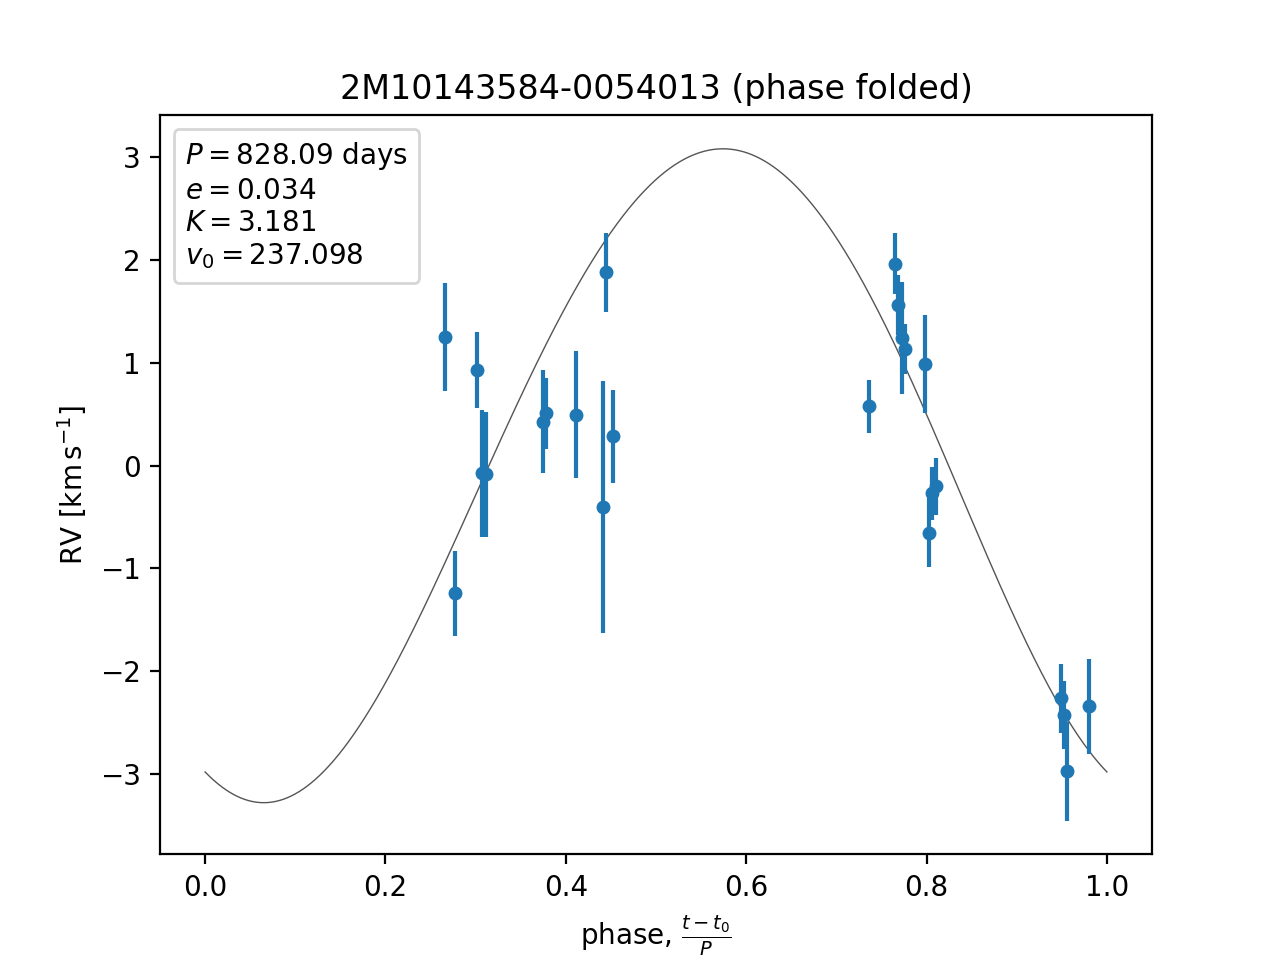 2M10143584-0054013 (phase folded)
P = 828.09 days
e = 0.034
K = 3.181
v₀ = 237.098
3
2
1
0
−1
−2
−3
RV [km s⁻¹]
0.0 0.2 0.4 0.6 0.8 1.0
phase, (t − t₀)/P